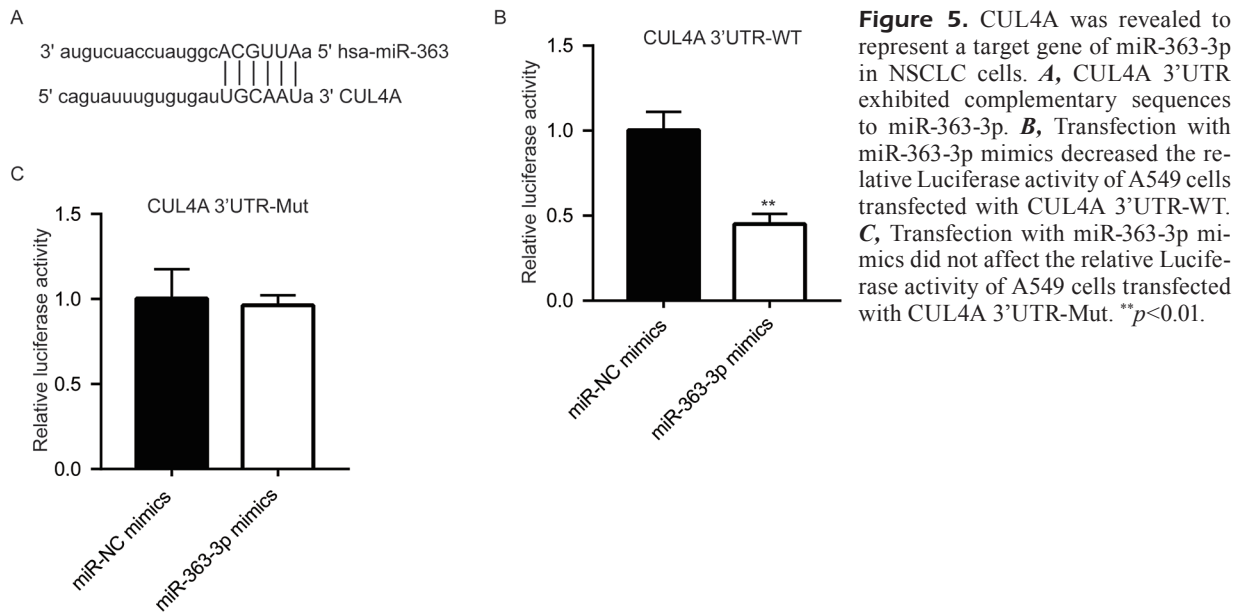 A
3' augucuaccuauggcACGUUAa 5' hsa-miR-363
5' caguauuugugugauUGCAAUa 3' CUL4A
B
CUL4A 3'UTR-WT
Relative luciferase activity
1.5
1.0
0.5
0.0
**
miR-NC mimics
miR-363-3p mimics
C
CUL4A 3'UTR-Mut
Relative luciferase activity
1.5
1.0
0.5
0.0
miR-NC mimics
miR-363-3p mimics
Figure 5. CUL4A was revealed to
represent a target gene of miR-363-3p
in NSCLC cells. A, CUL4A 3’UTR
exhibited complementary sequences
to miR-363-3p. B, Transfection with
miR-363-3p mimics decreased the re-
lative Luciferase activity of A549 cells
transfected with CUL4A 3’UTR-WT.
C, Transfection with miR-363-3p mi-
mics did not affect the relative Lucife-
rase activity of A549 cells transfected
with CUL4A 3’UTR-Mut. **p<0.01.